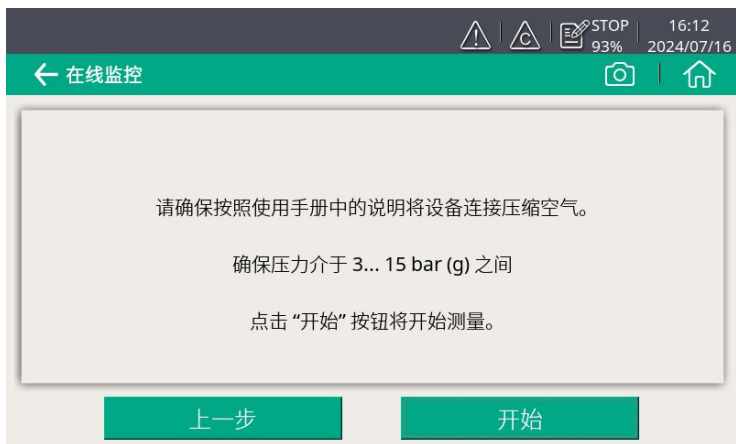 STOP 16:12
93% 2024/07/16
在线监控
请确保按照使用手册中的说明将设备连接压缩空气。
确保压力介于 3... 15 bar (g) 之间
点击 “开始” 按钮将开始测量。
上一步 开始